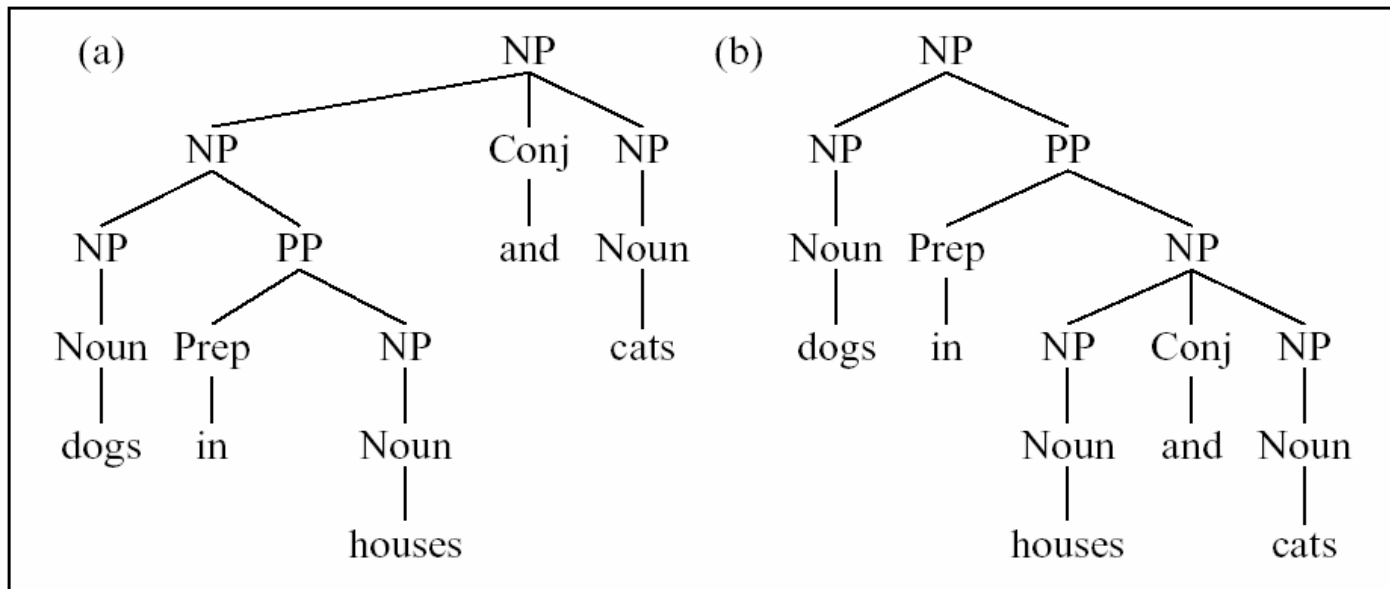 (a) NP (b) NP
NP Conj NP NP PP
NP PP and Noun Noun Prep NP
Noun Prep NP cats dogs in NP Conj NP
dogs in Noun Noun and Noun
houses houses cats